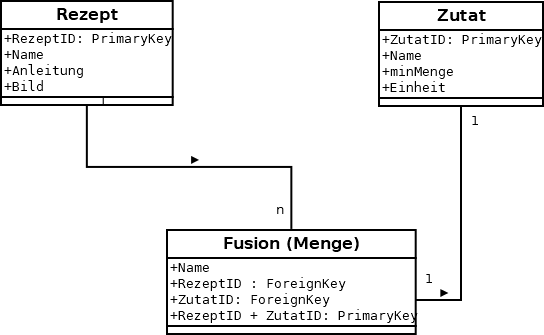 Rezept
+RezeptID: PrimaryKey
+Name
+Anleitung
+Bild
1
Zutat
+ZutatID: PrimaryKey
+Name
+minMenge
+Einheit
1
n
Fusion (Menge)
+Name
+RezeptID : ForeignKey
+ZutatID: ForeignKey
+RezeptID + ZutatID: PrimaryKey
1